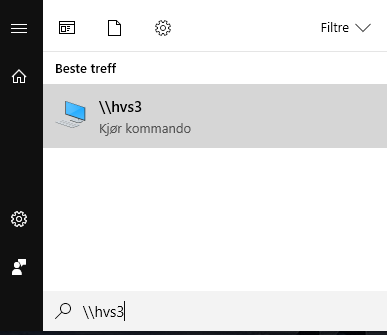 Filtre
Beste treff
\\hvs3
Kjør kommando
\\hvs3